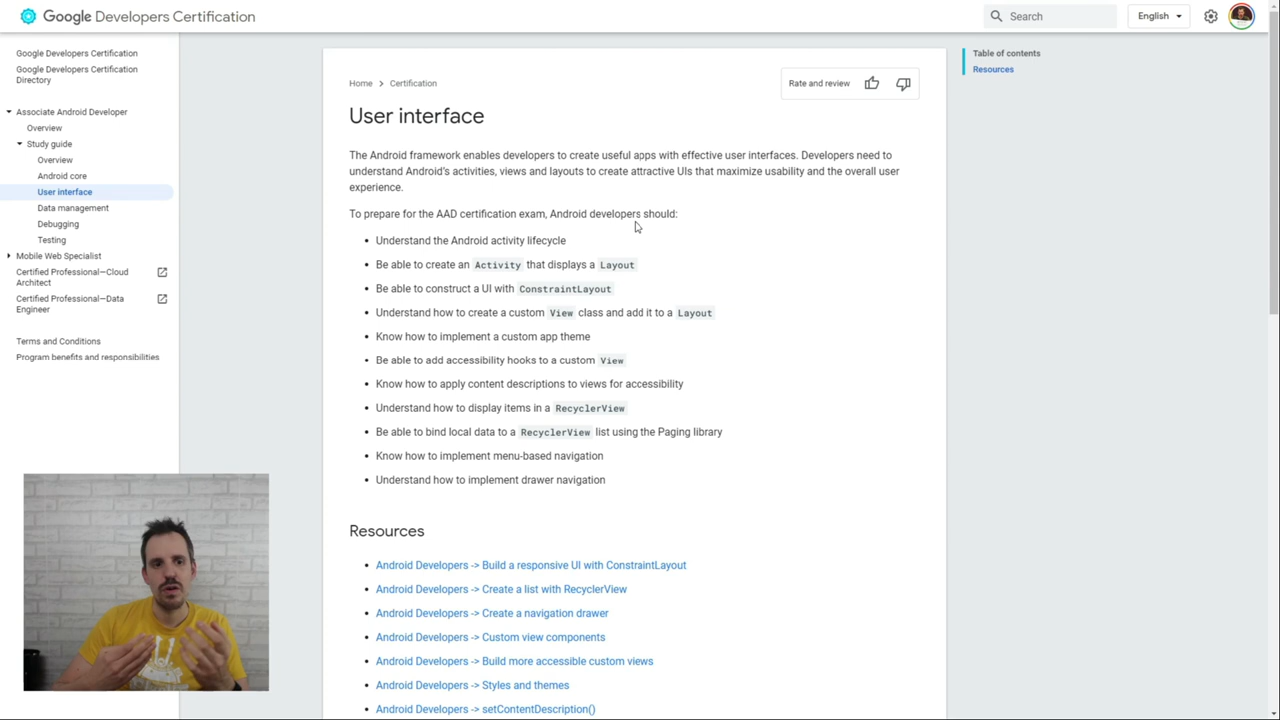 Google Developers Certification
Search
English
Google Developers Certification
Google Developers Certification
Directory
Associate Android Developer
Overview
Study guide
Overview
Android core
User interface
Data management
Debugging
Testing
Mobile Web Specialist
Certified Professional—Cloud
Architect
Certified Professional—Data
Engineer
Terms and Conditions
Program benefits and responsibilities
Home > Certification
Rate and review
User interface
The Android framework enables developers to create useful apps with effective user interfaces. Developers need to
understand Android's activities, views and layouts to create attractive UIs that maximize usability and the overall user
experience.
To prepare for the AAD certification exam, Android developers should:
• Understand the Android activity lifecycle
• Be able to create an Activity that displays a Layout
• Be able to construct a UI with ConstraintLayout
• Understand how to create a custom View class and add it to a Layout
• Know how to implement a custom app theme
• Be able to add accessibility hooks to a custom View
• Know how to apply content descriptions to views for accessibility
• Understand how to display items in a RecyclerView
• Be able to bind local data to a RecyclerView list using the Paging library
• Know how to implement menu-based navigation
• Understand how to implement drawer navigation
Resources
• Android Developers -> Build a responsive UI with ConstraintLayout
• Android Developers -> Create a list with RecyclerView
• Android Developers -> Create a navigation drawer
• Android Developers -> Custom view components
• Android Developers -> Build more accessible custom views
• Android Developers -> Styles and themes
• Android Developers -> setContentDescription()
Table of contents
Resources